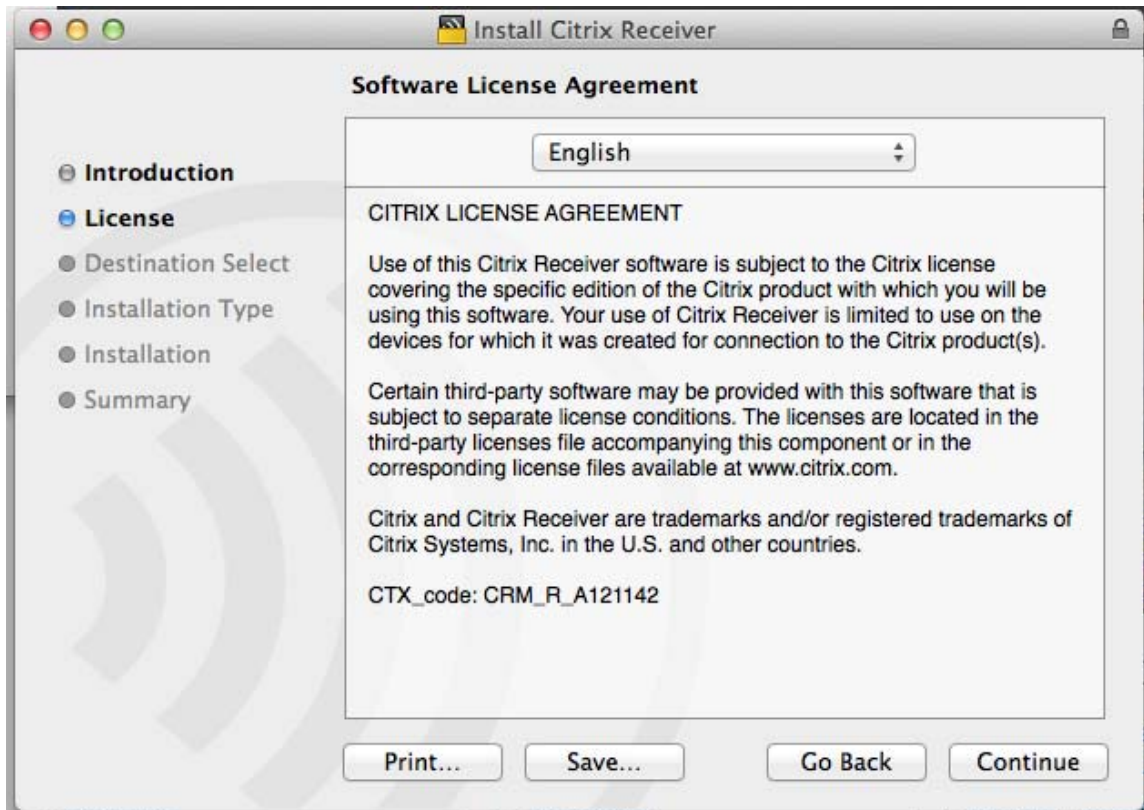 Install Citrix Receiver
Software License Agreement
Introduction
License
Destination Select
Installation Type
Installation
Summary
English
CITRIX LICENSE AGREEMENT
Use of this Citrix Receiver software is subject to the Citrix license
covering the specific edition of the Citrix product with which you will be
using this software. Your use of Citrix Receiver is limited to use on the
devices for which it was created for connection to the Citrix product(s).
Certain third-party software may be provided with this software that is
subject to separate license conditions. The licenses are located in the
third-party licenses file accompanying this component or in the
corresponding license files available at www.citrix.com.
Citrix and Citrix Receiver are trademarks and/or registered trademarks of
Citrix Systems, Inc. in the U.S. and other countries.
CTX_code: CRM_R_A121142
Print...
Save...
Go Back
Continue